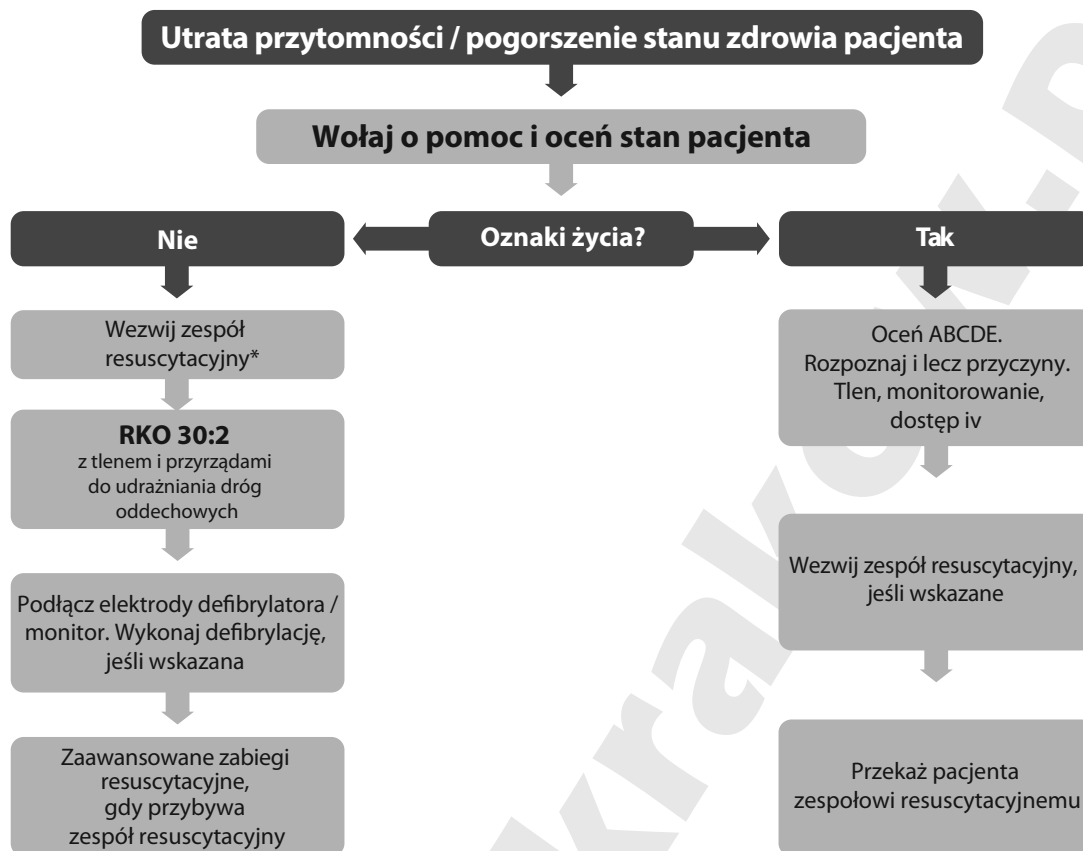 Utrata przytomności / pogorszenie stanu zdrowia pacjenta
Wołaj o pomoc i oceń stan pacjenta
Nie
Oznaki życia?
Tak
Wezwij zespół
resuscytacyjny*
RKO 30:2
z tlenem i przyrządami
do udrażniania dróg
oddechowych
Podłącz elektrody defibrylatora /
monitor. Wykonaj defibrylację,
jeśli wskazana
Zaawansowane zabiegi
resuscytacyjne,
gdy przybywa
zespół resuscytacyjny
Oceń ABCDE.
Rozpoznaj i lecz przyczyny.
Tlen, monitorowanie,
dostęp iv
Wezwij zespół resuscytacyjny,
jeśli wskazane
Przekaż pacjenta
zespołowi resuscytacyjnemu